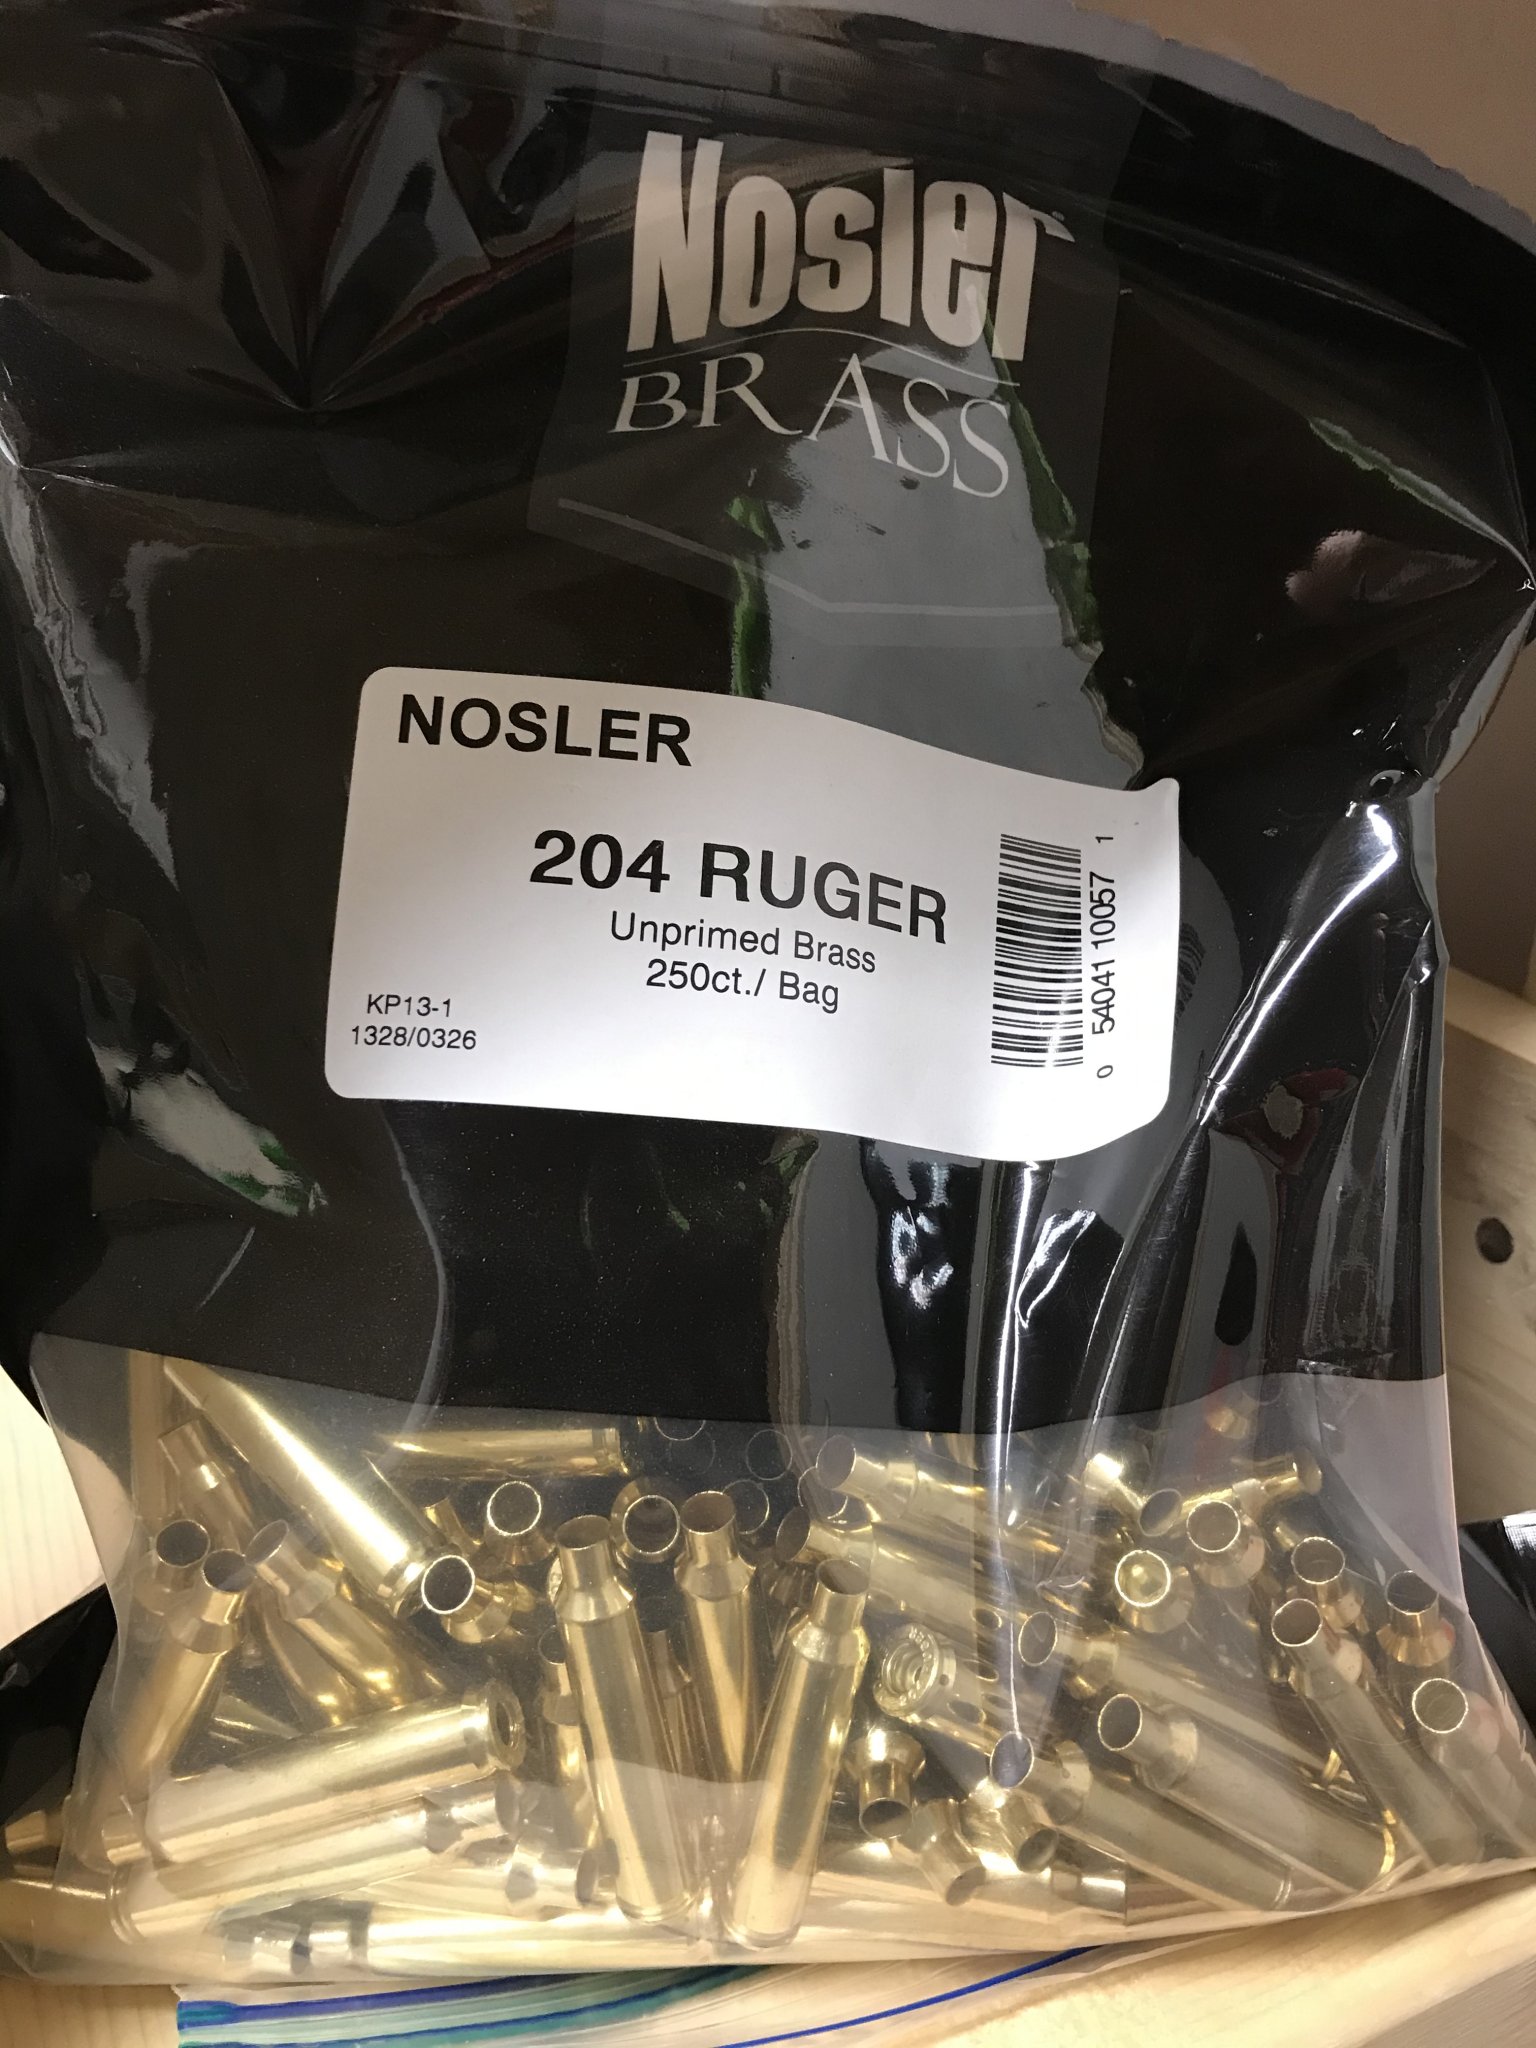 Nosler®
BRASS
NOSLER
204 RUGER
Unprimed Brass
250ct./ Bag
KP13-1
1328/0326
0 54041 10057 1